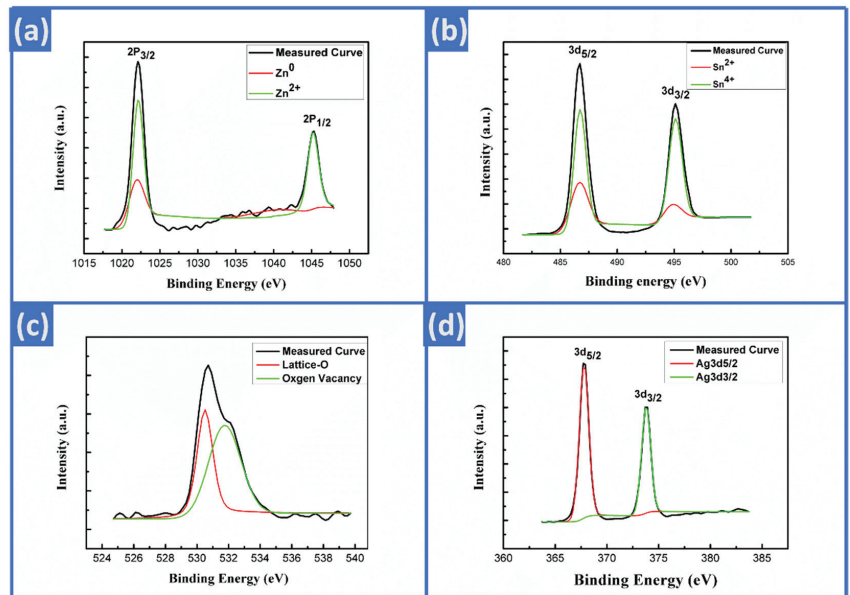 (a)
2P3/2
2P1/2
Measured Curve
Zn0
Zn2+
Intensity (a.u.)
1015 1020 1025 1030 1035 1040 1045 1050
Binding Energy (eV)
(b)
3d5/2
3d3/2
Measured Curve
Sn2+
Sn4+
Intensity (a.u.)
480 485 490 495 500 505
Binding energy (eV)
(c)
Measured Curve
Lattice-O
Oxgen Vacancy
Intensity (a.u.)
524 526 528 530 532 534 536 538 540
Binding Energy (eV)
(d)
3d5/2
3d3/2
Measured Curve
Ag3d5/2
Ag3d3/2
Intensity (a.u.)
360 365 370 375 380 385
Binding Energy (eV)